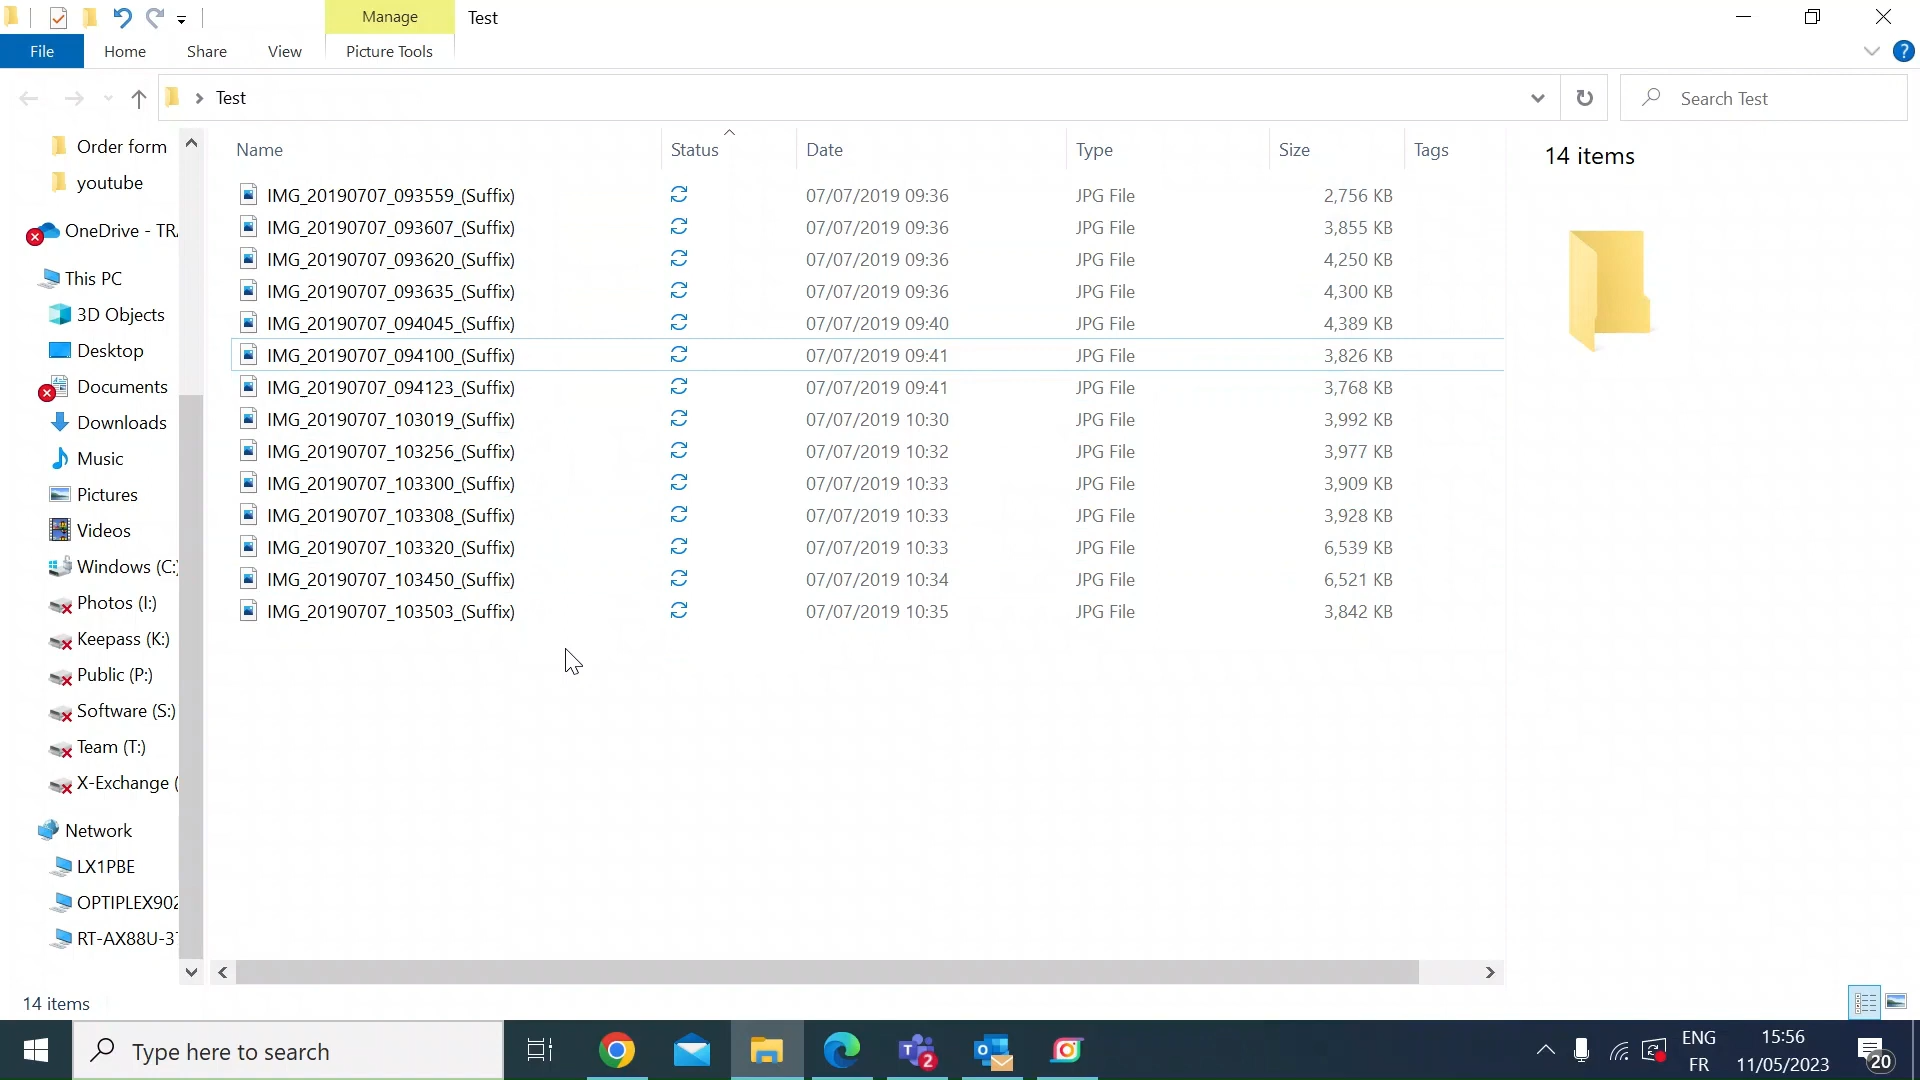 Manage
Test
File
Home
Share
View
Picture Tools
?
Test
Search Test
Order form
youtube
OneDrive - TRA
This PC
3D Objects
Desktop
Documents
Downloads
Music
Pictures
Videos
Windows (C:)
Photos (I:)
Keepass (K:)
Public (P:)
Software (S:)
Team (T:)
X-Exchange (
Network
LX1PBE
OPTIPLEX902
RT-AX88U-37
Name Status Date Type Size Tags
IMG_20190707_093559_(Suffix) 07/07/2019 09:36 JPG File 2,756 KB
IMG_20190707_093607_(Suffix) 07/07/2019 09:36 JPG File 3,855 KB
IMG_20190707_093620_(Suffix) 07/07/2019 09:36 JPG File 4,250 KB
IMG_20190707_093635_(Suffix) 07/07/2019 09:36 JPG File 4,300 KB
IMG_20190707_094045_(Suffix) 07/07/2019 09:40 JPG File 4,389 KB
IMG_20190707_094100_(Suffix) 07/07/2019 09:41 JPG File 3,826 KB
IMG_20190707_094123_(Suffix) 07/07/2019 09:41 JPG File 3,768 KB
IMG_20190707_103019_(Suffix) 07/07/2019 10:30 JPG File 3,992 KB
IMG_20190707_103256_(Suffix) 07/07/2019 10:32 JPG File 3,977 KB
IMG_20190707_103300_(Suffix) 07/07/2019 10:33 JPG File 3,909 KB
IMG_20190707_103308_(Suffix) 07/07/2019 10:33 JPG File 3,928 KB
IMG_20190707_103320_(Suffix) 07/07/2019 10:33 JPG File 6,539 KB
IMG_20190707_103450_(Suffix) 07/07/2019 10:34 JPG File 6,521 KB
IMG_20190707_103503_(Suffix) 07/07/2019 10:35 JPG File 3,842 KB
14 items
14 items
Type here to search
2
ENG
FR
15:56
11/05/2023
20